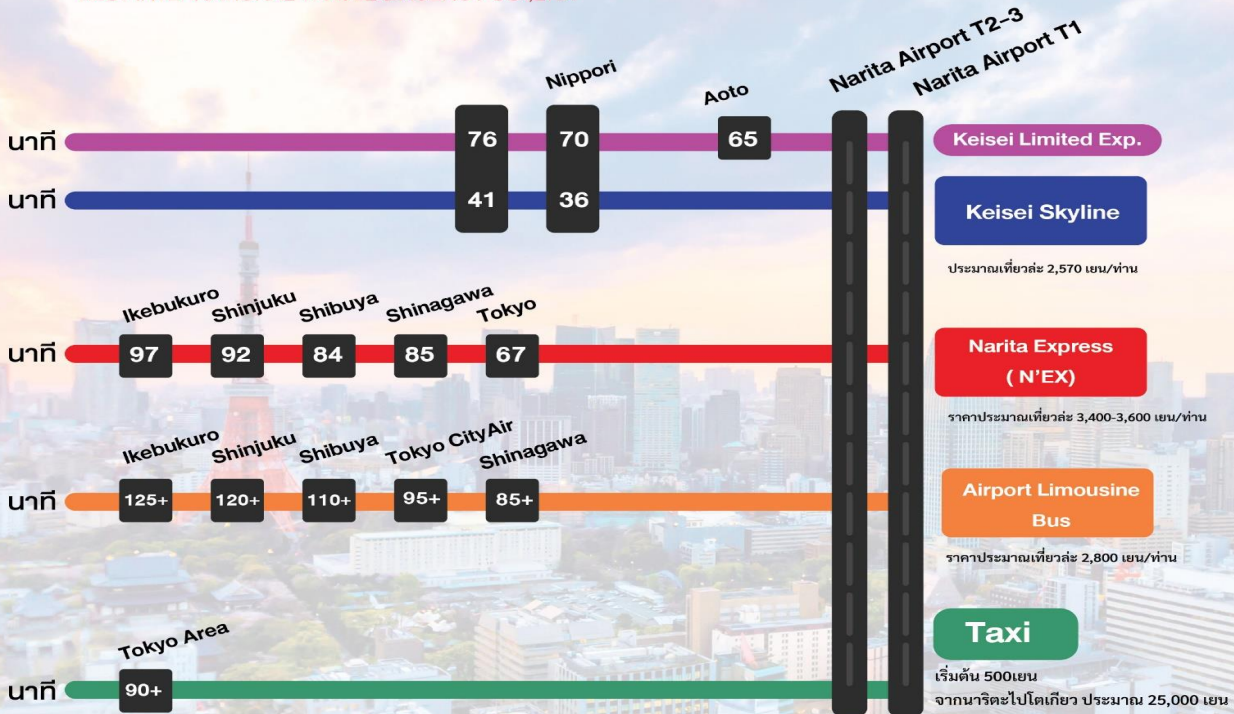 Narita Airport T2-3
Narita Airport T1
Nippori
Aoto
นาที
76
70
65
Keisei Limited Exp.
นาที
41
36
Keisei Skyline
ประมาณเที่ยวล่ะ 2,570 เยน/ท่าน
Ikebukuro
Shinjuku
Shibuya
Shinagawa
Tokyo
นาที
97
92
84
85
67
Narita Express
( N'EX)
ราคาประมาณเที่ยวล่ะ 3,400-3,600 เยน/ท่าน
Ikebukuro
Shinjuku
Shibuya
Tokyo CityAir
Shinagawa
นาที
125+
120+
110+
95+
85+
Airport Limousine
Bus
ราคาประมาณเที่ยวล่ะ 2,800 เยน/ท่าน
Taxi
Tokyo Area
เริ่มต้น 500เยน
นาที
90+
จากนาริตะไปโตเกียว ประมาณ 25,000 เยน